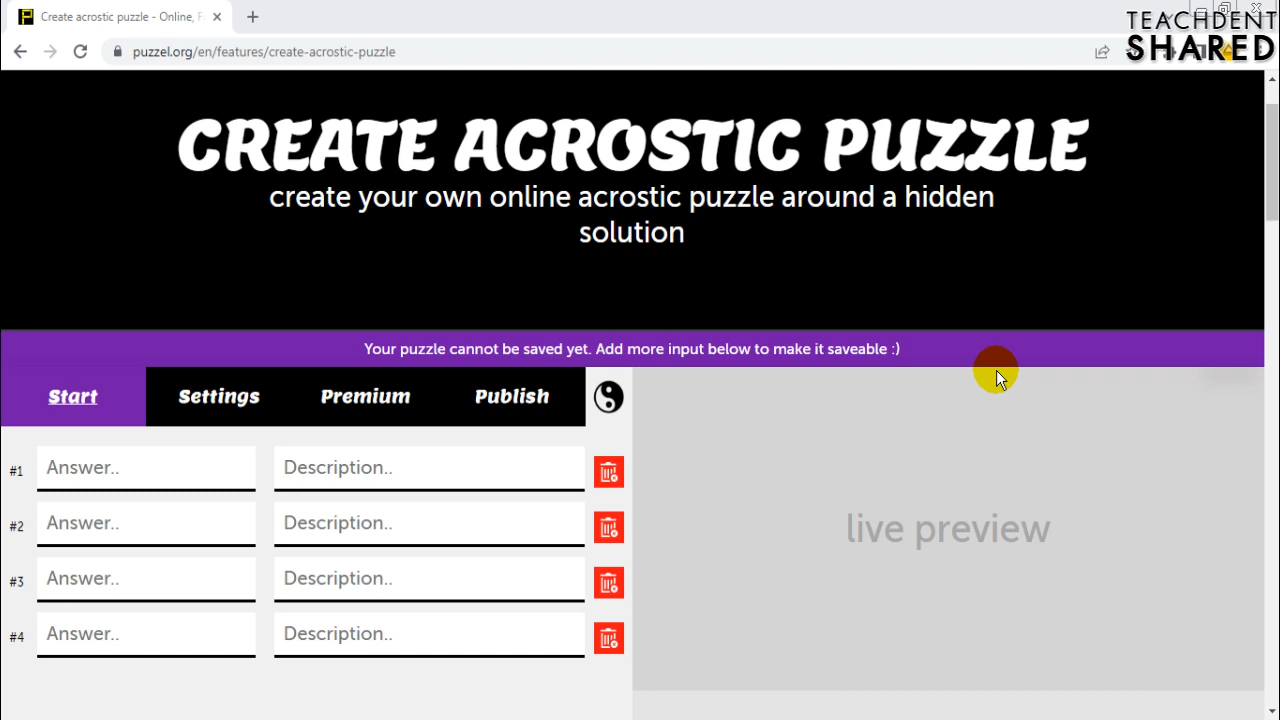 Create acrostic puzzle - Online, F
TEACHDENT
SHARED
puzzel.org/en/features/create-acrostic-puzzle
CREATE ACROSTIC PUZZLE
create your own online acrostic puzzle around a hidden
solution
Your puzzle cannot be saved yet. Add more input below to make it saveable :)
Start Settings Premium Publish
#1 Answer.. Description..
#2 Answer.. Description..
#3 Answer.. Description..
#4 Answer.. Description..
live preview